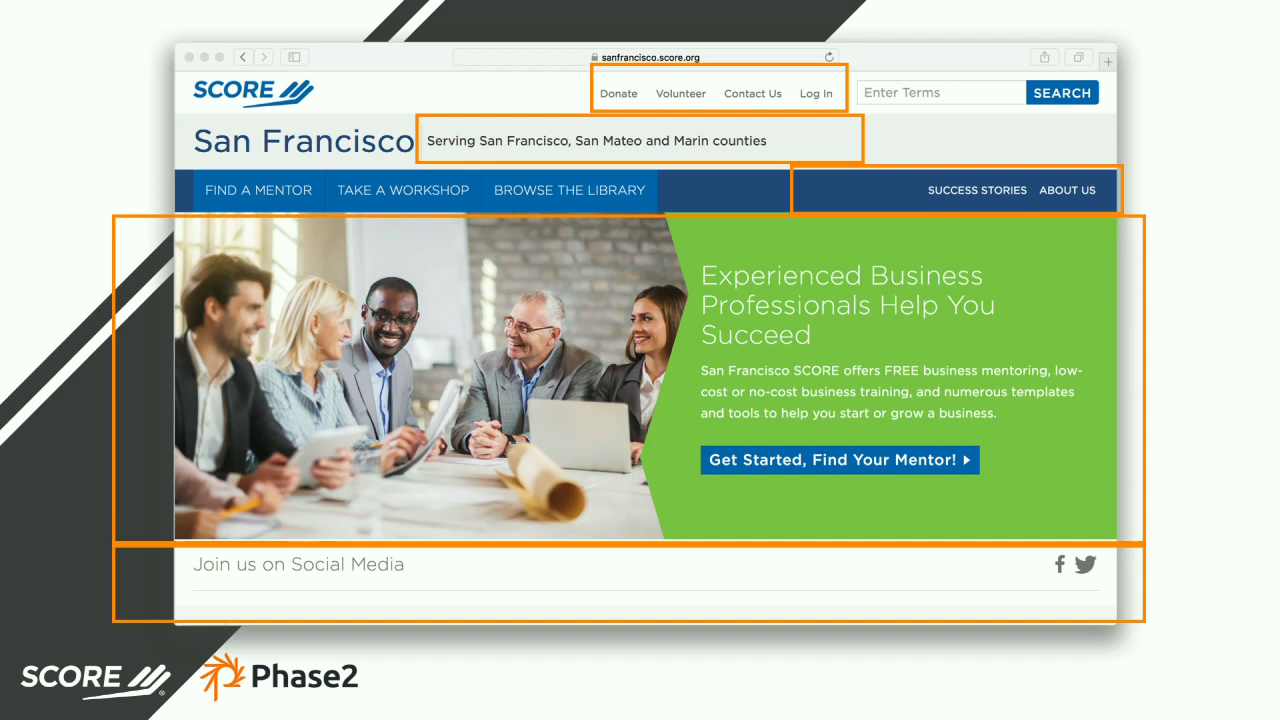 sanfrancisco.score.org
SCORE
Donate Volunteer Contact Us Log In
Enter Terms
SEARCH
San Francisco
Serving San Francisco, San Mateo and Marin counties
FIND A MENTOR TAKE A WORKSHOP BROWSE THE LIBRARY
SUCCESS STORIES ABOUT US
Experienced Business
Professionals Help You
Succeed
San Francisco SCORE offers FREE business mentoring, low-
cost or no-cost business training, and numerous templates
and tools to help you start or grow a business.
Get Started, Find Your Mentor!
Join us on Social Media
SCORE®
Phase2